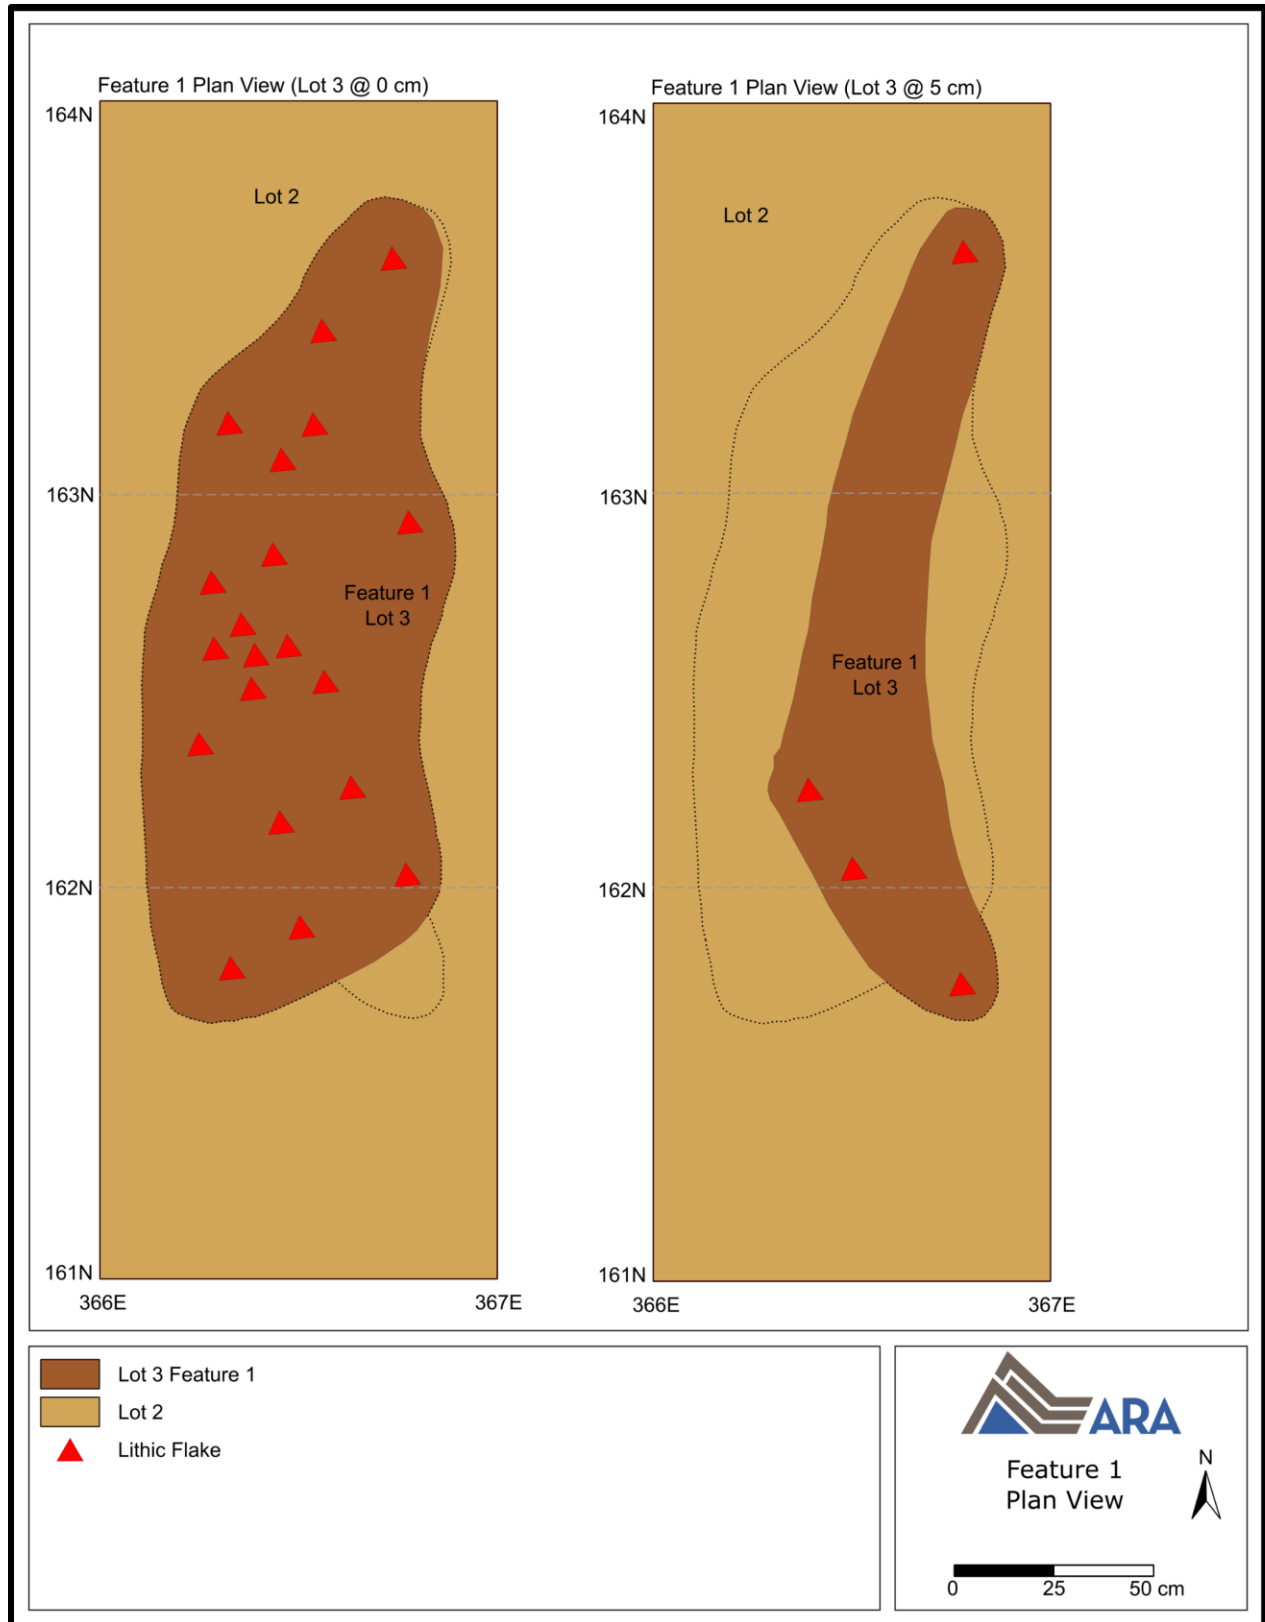 Feature 1 Plan View (Lot 3 @ 0 cm)
164N
Lot 2
163N
Feature 1
Lot 3
162N
161N
366E
367E
Feature 1 Plan View (Lot 3 @ 5 cm)
164N
Lot 2
163N
Feature 1
Lot 3
162N
161N
366E
367E
Lot 3 Feature 1
Lot 2
Lithic Flake
ARA
Feature 1
Plan View
N
0 25 50 cm